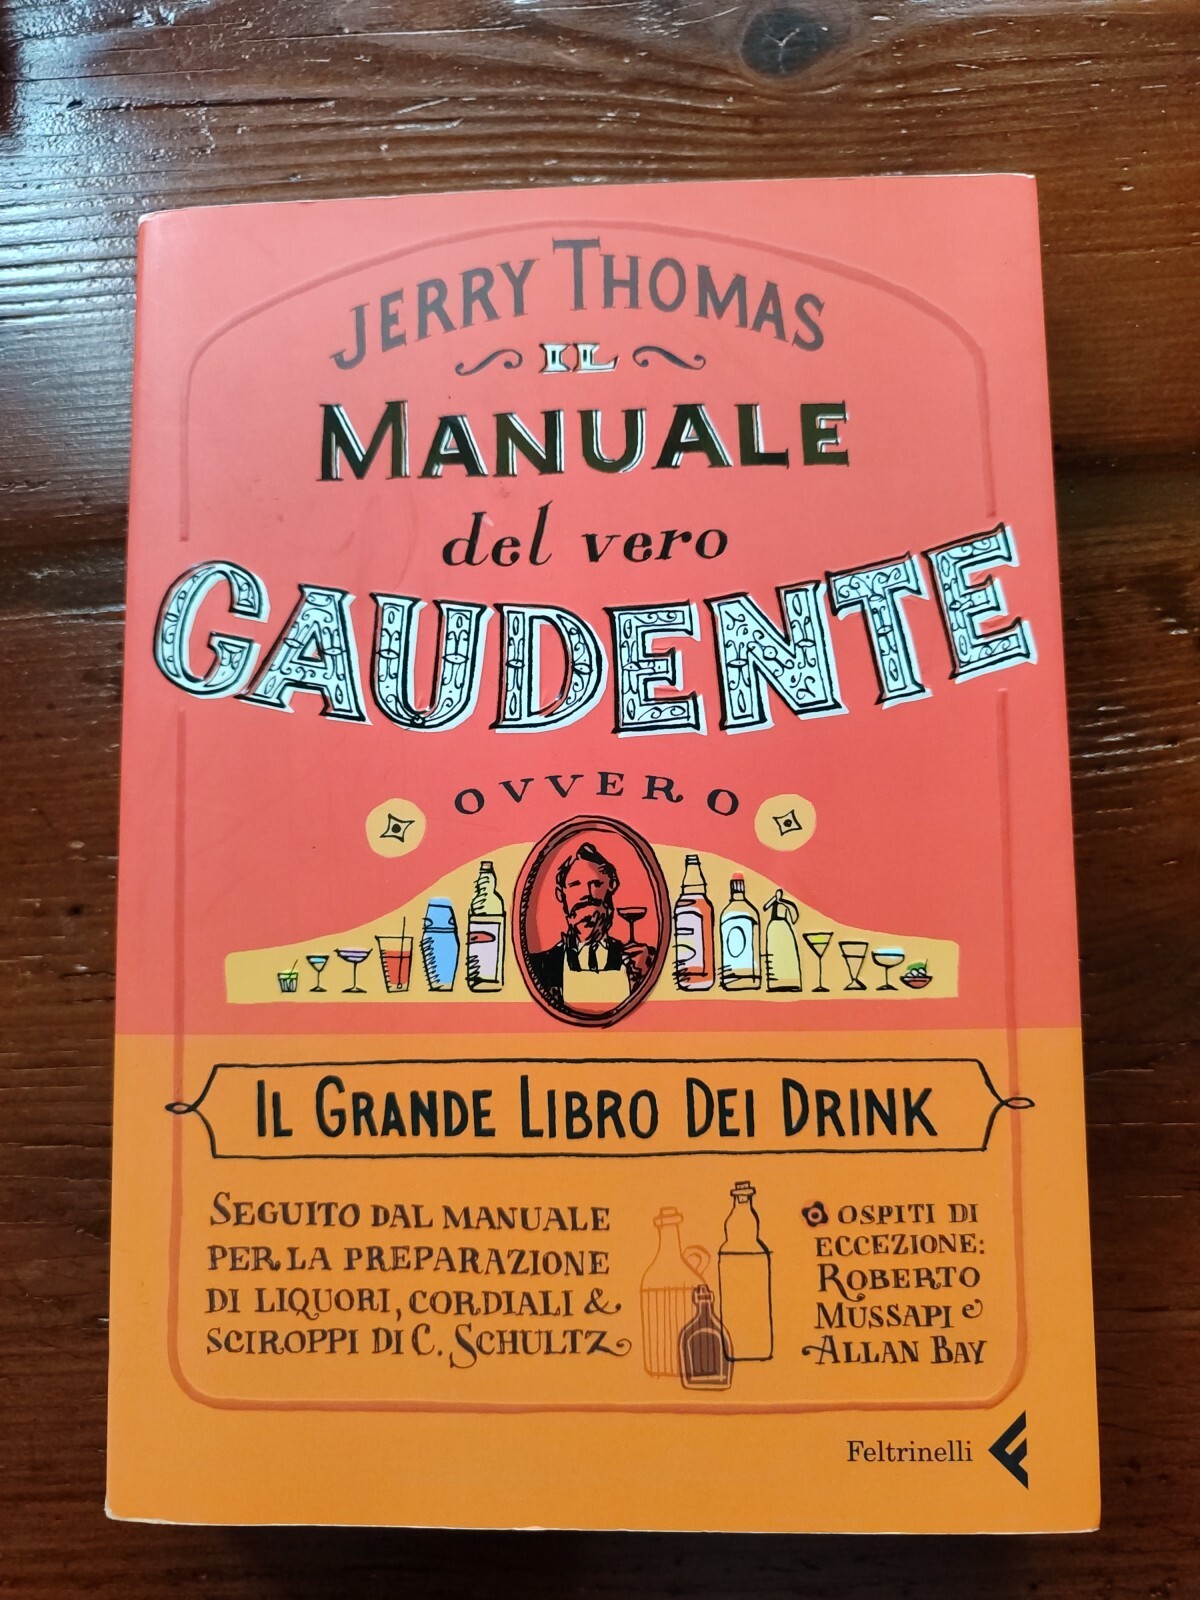 JERRY THOMAS
IL
MANUALE
del vero
GAUDENTE
OVVERO
IL GRANDE LIBRO DEI DRINK
SEGUITO DAL MANUALE
PER LA PREPARAZIONE
DI LIQUORI, CORDIALI &
SCIROPPI DI C. SCHULTZ
OSPITI DI
ECCEZIONE:
ROBERTO
MUSSAPI e
ALLAN BAY
Feltrinelli